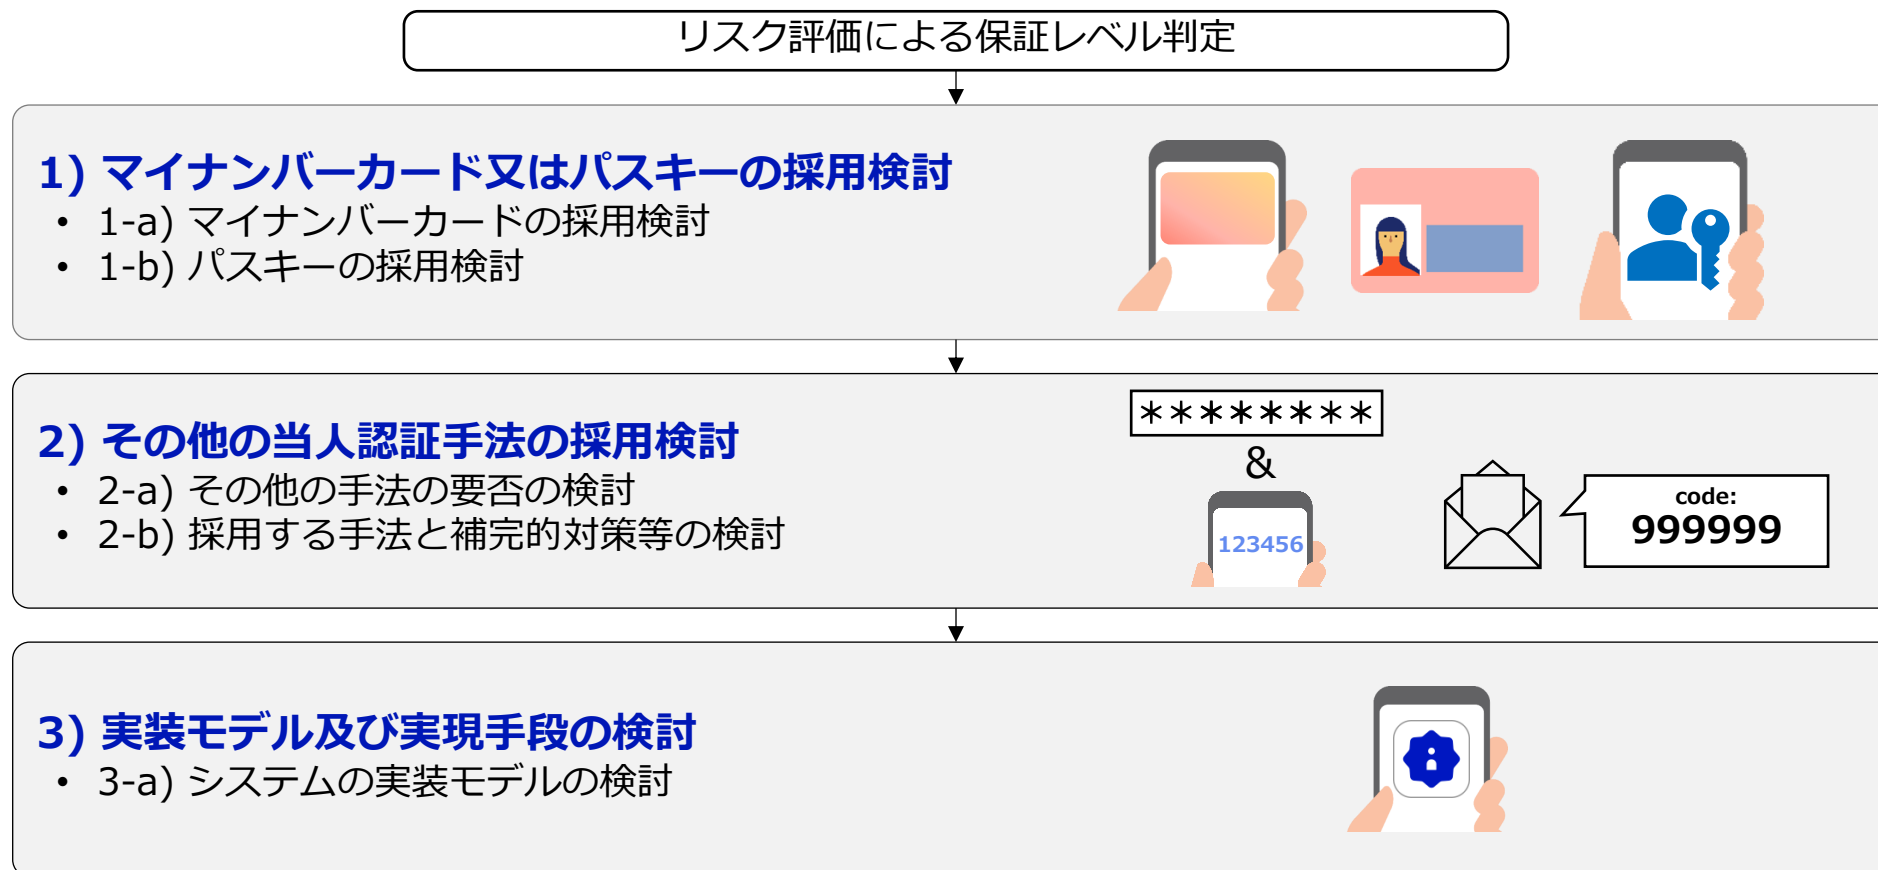 リスク評価による保証レベル判定
1) マイナンバーカード又はパスキーの採用検討
• 1-a) マイナンバーカードの採用検討
• 1-b) パスキーの採用検討
2) その他の当人認証手法の採用検討
• 2-a) その他の手法の要否の検討
• 2-b) 採用する手法と補完的対策等の検討
********
&
123456
code:
999999
3) 実装モデル及び実現手段の検討
• 3-a) システムの実装モデルの検討